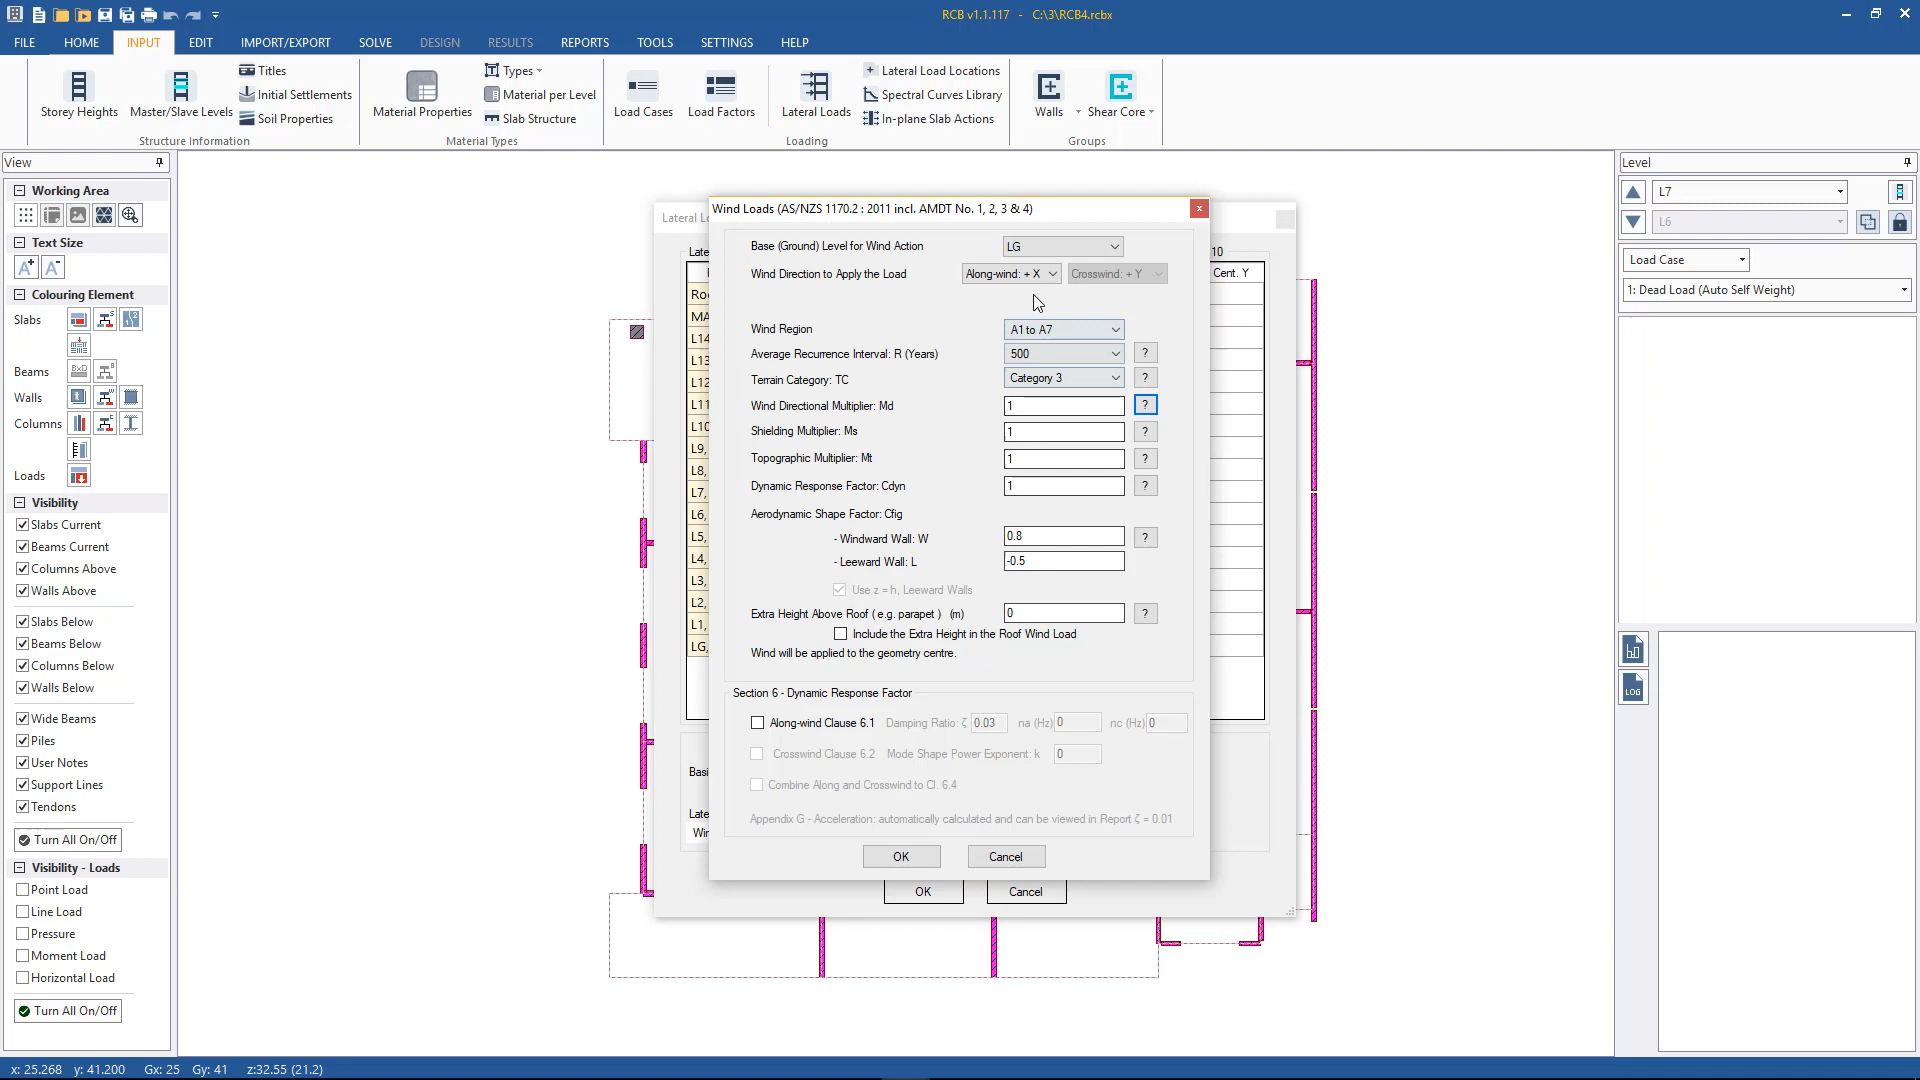 RCB v1.1.117 - C:\3\RCB4.rcbx
FILE HOME INPUT EDIT IMPORT/EXPORT SOLVE DESIGN RESULTS REPORTS TOOLS SETTINGS HELP
Storey Heights
Master/Slave Levels
Titles
Initial Settlements
Soil Properties
Structure Information
Material Properties
Types
Material per Level
Slab Structure
Material Types
Load Cases
Load Factors
Lateral Loads
Lateral Load Locations
Spectral Curves Library
In-plane Slab Actions
Loading
Walls
Shear Core
Groups
View
Working Area
Text Size
A+ A-
Colouring Element
Slabs
Beams
Walls
Columns
Loads
Visibility
Slabs Current
Beams Current
Columns Above
Walls Above
Slabs Below
Beams Below
Columns Below
Walls Below
Wide Beams
Piles
User Notes
Support Lines
Tendons
Turn All On/Off
Visibility - Loads
Point Load
Line Load
Pressure
Moment Load
Horizontal Load
Turn All On/Off
Lateral Lo
Late
10
Cent. Y
Roo
MA
L14
L13
L12
L11
L10
L9,
L8,
L7,
L6,
L5,
L4,
L3,
L2,
L1,
LG,
Basi
Late
Win
OK Cancel
Wind Loads (AS/NZS 1170.2 : 2011 incl. AMDT No. 1, 2, 3 & 4)
Base (Ground) Level for Wind Action LG
Wind Direction to Apply the Load Along-wind: + X Crosswind: + Y
Wind Region A1 to A7
Average Recurrence Interval: R (Years) 500 ?
Terrain Category: TC Category 3 ?
Wind Directional Multiplier: Md 1 ?
Shielding Multiplier: Ms 1 ?
Topographic Multiplier: Mt 1 ?
Dynamic Response Factor: Cdyn 1 ?
Aerodynamic Shape Factor: Cfig
- Windward Wall: W 0.8 ?
- Leeward Wall: L -0.5
Use z = h, Leeward Walls
Extra Height Above Roof ( e.g. parapet ) (m) 0 ?
Include the Extra Height in the Roof Wind Load
Wind will be applied to the geometry centre.
Section 6 - Dynamic Response Factor
Along-wind Clause 6.1 Damping Ratio: ζ 0.03 na (Hz) 0 nc (Hz) 0
Crosswind Clause 6.2 Mode Shape Power Exponent: k 0
Combine Along and Crosswind to Cl. 6.4
Appendix G - Acceleration: automatically calculated and can be viewed in Report ζ = 0.01
OK Cancel
Level
L7
L6
Load Case
1: Dead Load (Auto Self Weight)
LOG
x: 25.268 y: 41.200 Gx: 25 Gy: 41 z:32.55 (21.2)